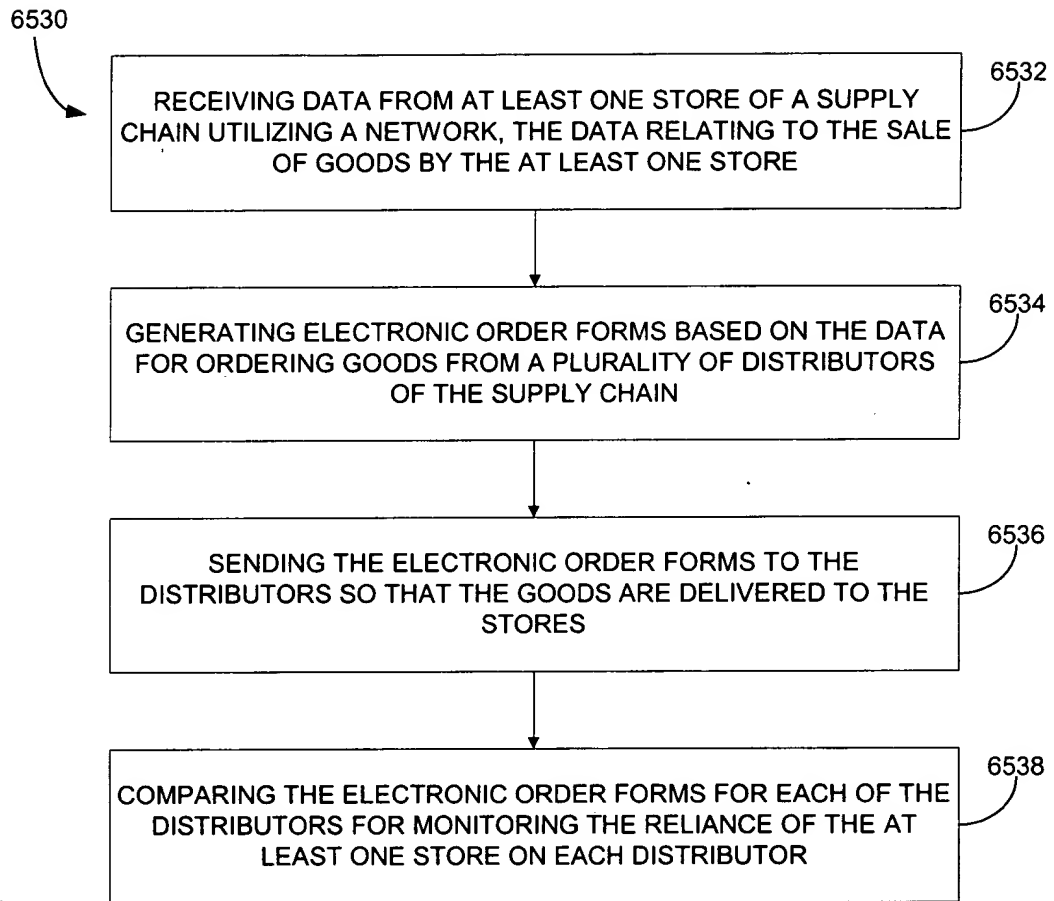 6530
6532
RECEIVING DATA FROM AT LEAST ONE STORE OF A SUPPLY
CHAIN UTILIZING A NETWORK, THE DATA RELATING TO THE SALE
OF GOODS BY THE AT LEAST ONE STORE
6534
GENERATING ELECTRONIC ORDER FORMS BASED ON THE DATA
FOR ORDERING GOODS FROM A PLURALITY OF DISTRIBUTORS
OF THE SUPPLY CHAIN
6536
SENDING THE ELECTRONIC ORDER FORMS TO THE
DISTRIBUTORS SO THAT THE GOODS ARE DELIVERED TO THE
STORES
6538
COMPARING THE ELECTRONIC ORDER FORMS FOR EACH OF THE
DISTRIBUTORS FOR MONITORING THE RELIANCE OF THE AT
LEAST ONE STORE ON EACH DISTRIBUTOR